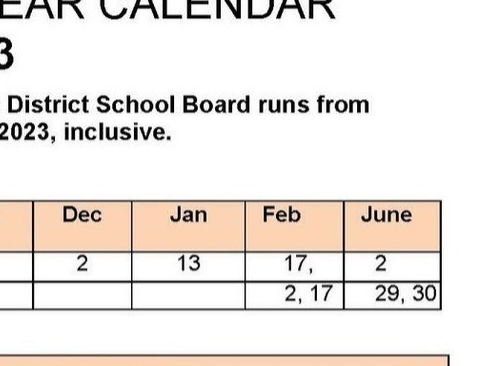 EAR CALENDAR
3
District School Board runs from
2023, inclusive.
Dec Jan Feb June
2 13 17, 2
2, 17 29, 30